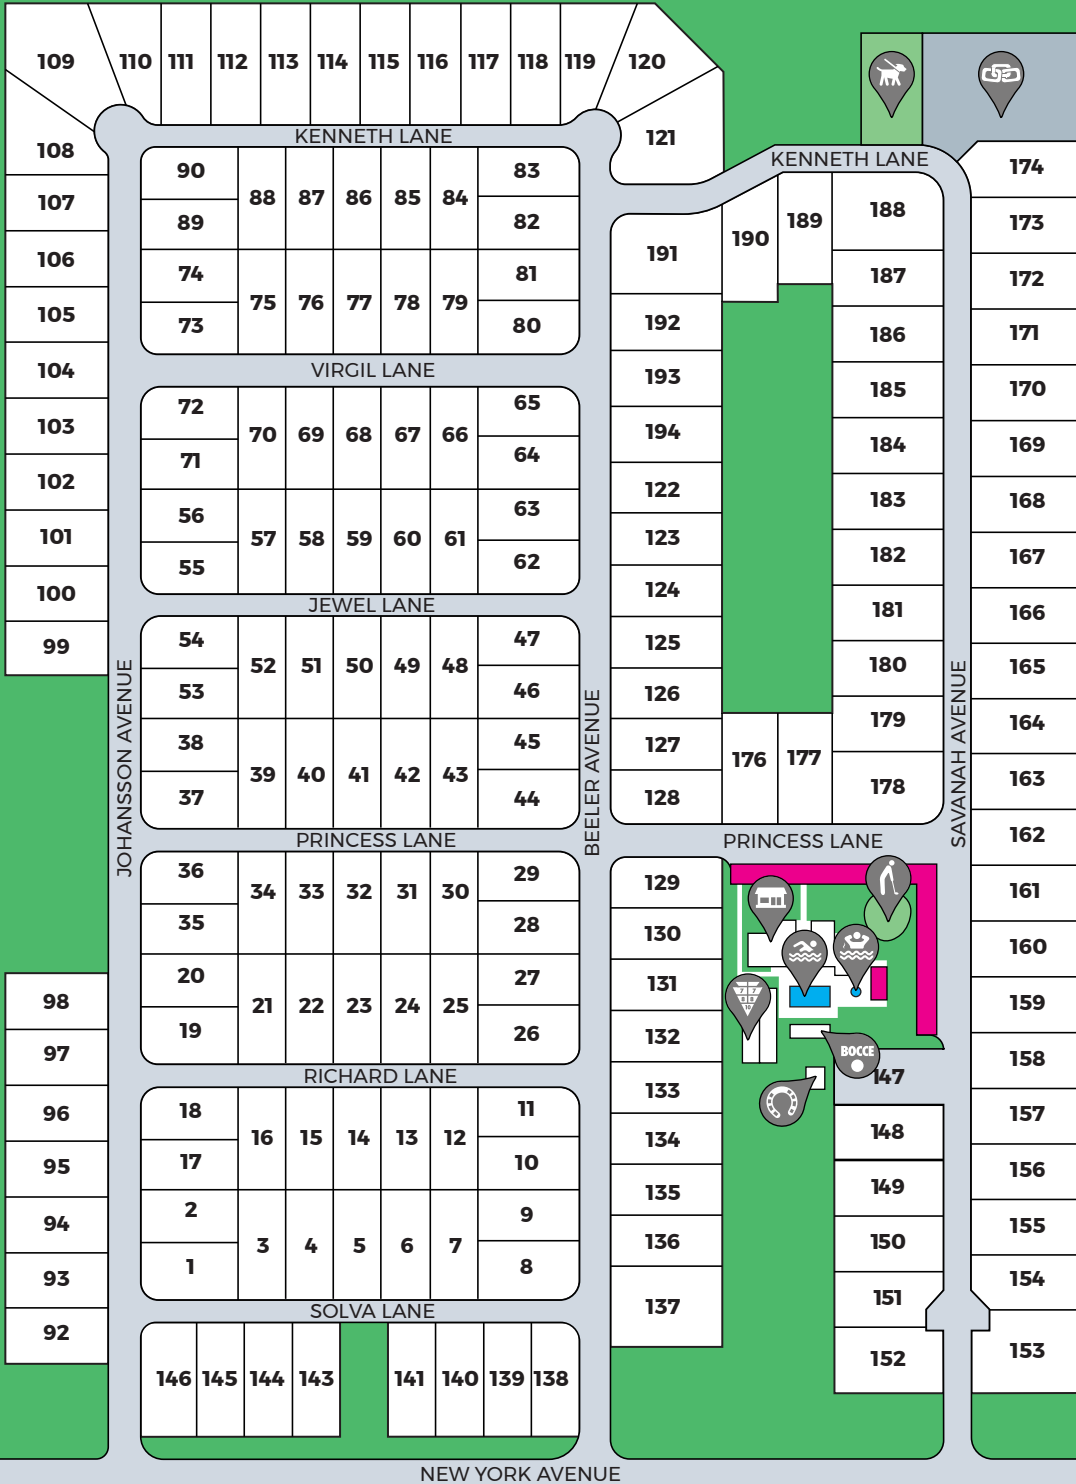 109 110 111 112 113 114 115 116 117 118 119 120
108 121
KENNETH LANE
KENNETH LANE
107 106 105 104 103 102 101 100 99
90 88 87 86 85 84 83
89 82
74 75 76 77 78 79 81
73 80
VIRGIL LANE
72 70 69 68 67 66 65
71 64
56 57 58 59 60 61 63
55 62
JEWEL LANE
54 52 51 50 49 48 47
53 46
38 39 40 41 42 43 45
37 44
PRINCESS LANE
36 34 33 32 31 30 29
35 28
20 21 22 23 24 25 27
19 26
RICHARD LANE
18 16 15 14 13 12 11
17 10
2 3 4 5 6 7 9
1 8
SOLVA LANE
146 145 144 143 141 140 139 138
98 97 96 95 94 93 92
JOHANSSON AVENUE
BEELER AVENUE
SAVANAH AVENUE
191 190 189 188
192 193 194 122 123 124 125 126 127 128
187 186 185 184 183 182 181 180 179 178
176 177
PRINCESS LANE
129 130 131 132 133 134 135 136 137
7 7
8 8
10
BOCCE
147 148 149 150 151 152
174 173 172 171 170 169 168 167 166 165 164 163 162 161 160 159 158 157 156 155 154 153
NEW YORK AVENUE